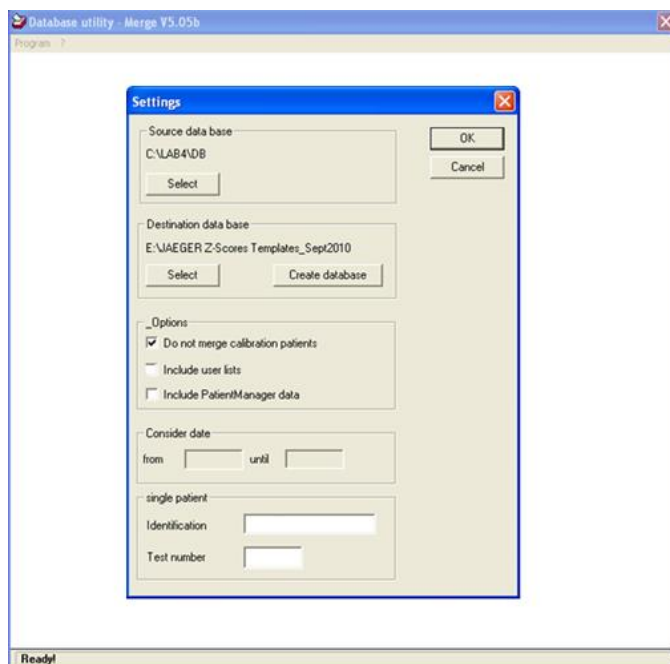 Database utility - Merge V5.05b
Program ?
Settings
Source data base
C:\LAB4\DB
Select
OK
Cancel
Destination data base
E:\JAEGER Z-Scores Templates_Sept2010
Select Create database
_Options
Do not merge calibration patients
Include user lists
Include PatientManager data
Consider date
from until
single patient
Identification
Test number
Ready!